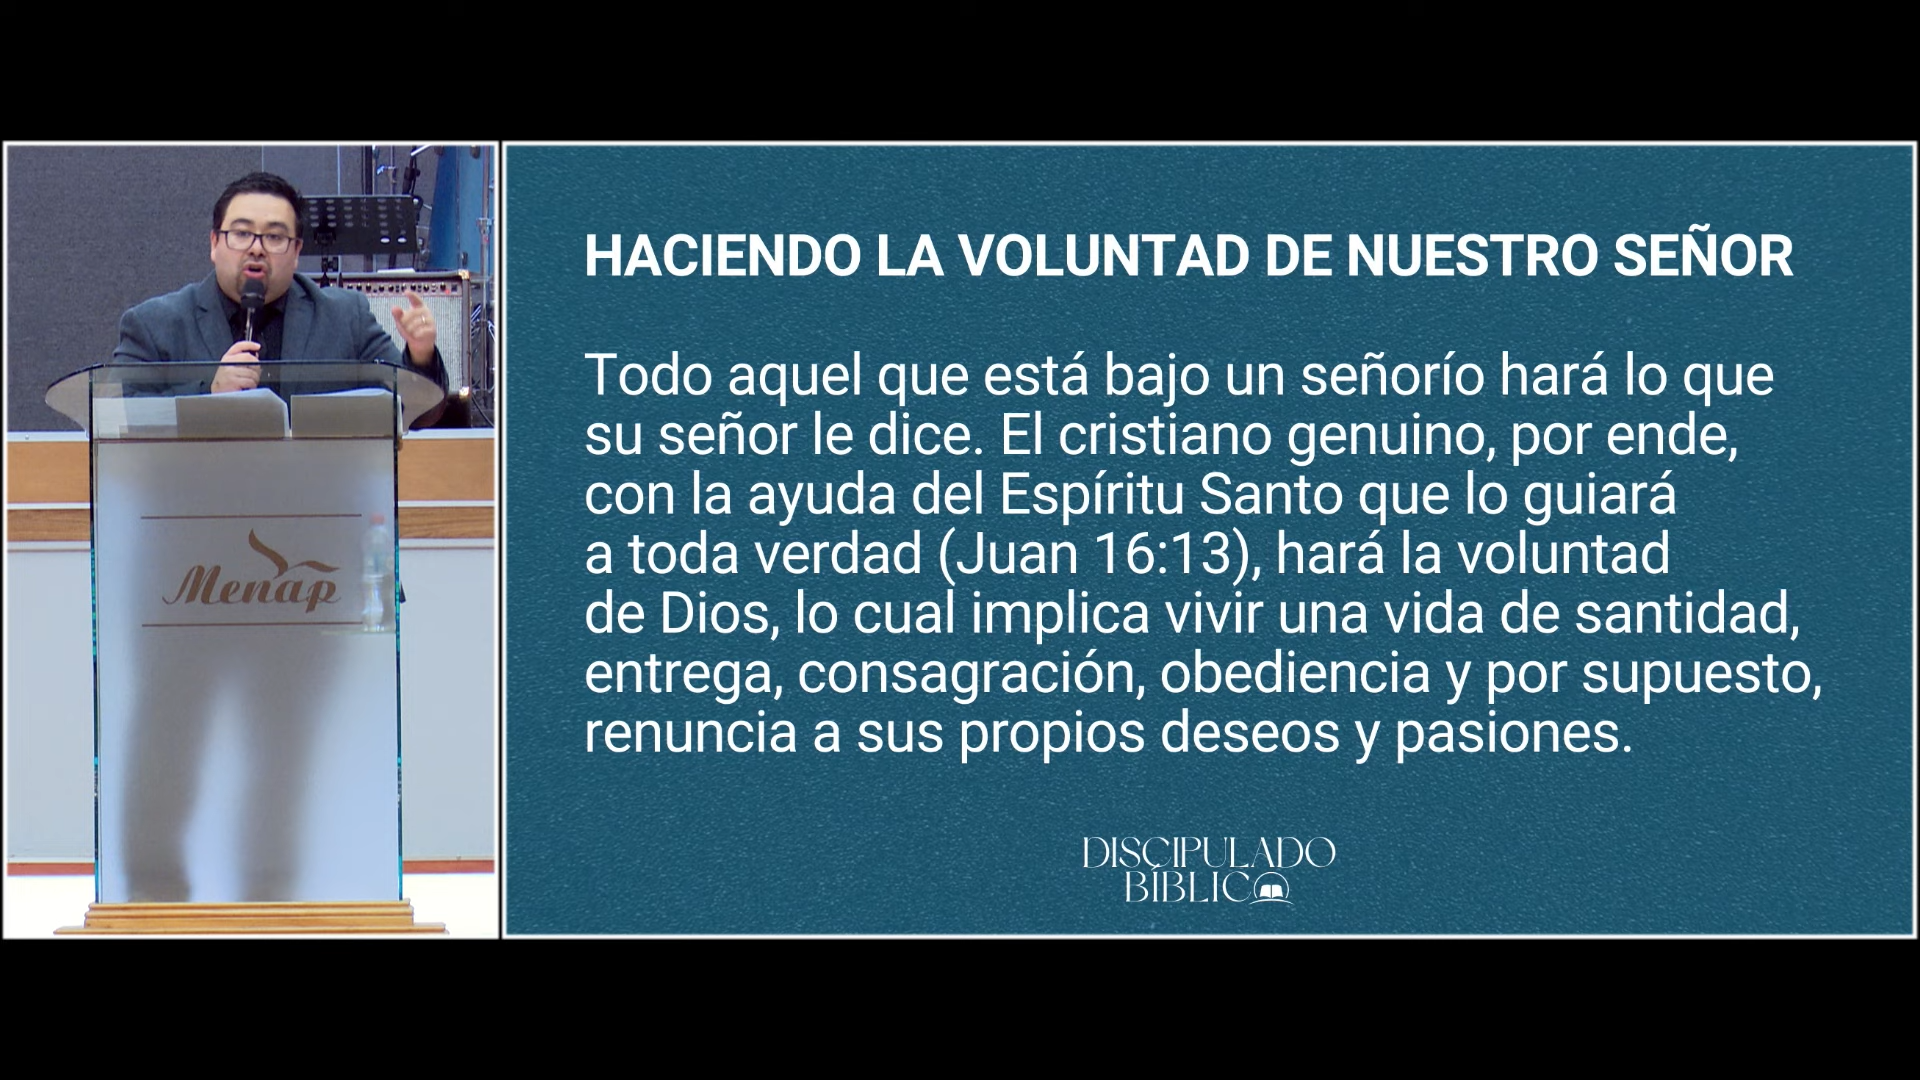 HACIENDO LA VOLUNTAD DE NUESTRO SEÑOR
Todo aquel que está bajo un señorío hará lo que
su señor le dice. El cristiano genuino, por ende,
con la ayuda del Espíritu Santo que lo guiará
a toda verdad (Juan 16:13), hará la voluntad
de Dios, lo cual implica vivir una vida de santidad,
entrega, consagración, obediencia y por supuesto,
renuncia a sus propios deseos y pasiones.
DISCIPULADO
BÍBLICO
Menap